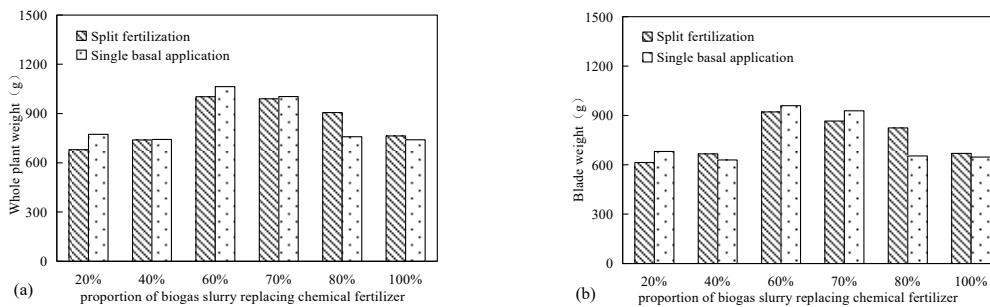 1500
1200
900
600
300
0
Whole plant weight（g）
Split fertilization
Single basal application
20% 40% 60% 70% 80% 100%
proportion of biogas slurry replacing chemical fertilizer
(a)
1500
1200
900
600
300
0
Blade weight（g）
Split fertilization
Single basal application
20% 40% 60% 70% 80% 100%
proportion of biogas slurry replacing chemical fertilizer
(b)